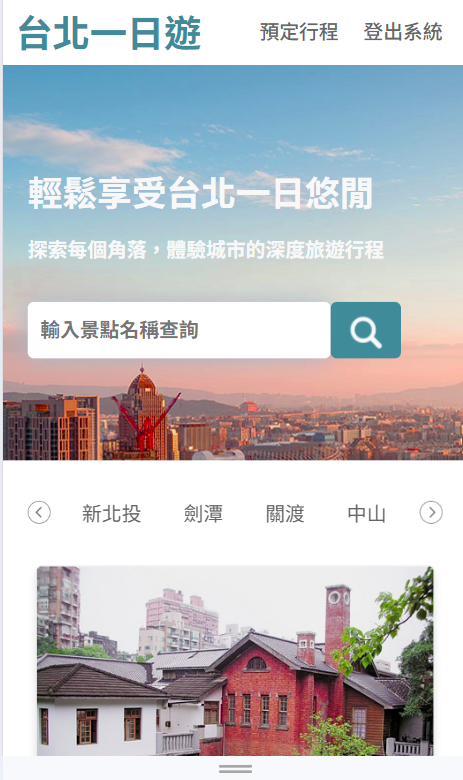 台北一日遊
預定行程 登出系統
輕鬆享受台北一日悠閒
探索每個角落，體驗城市的深度旅遊行程
輸入景點名稱查詢
新北投 劍潭 關渡 中山